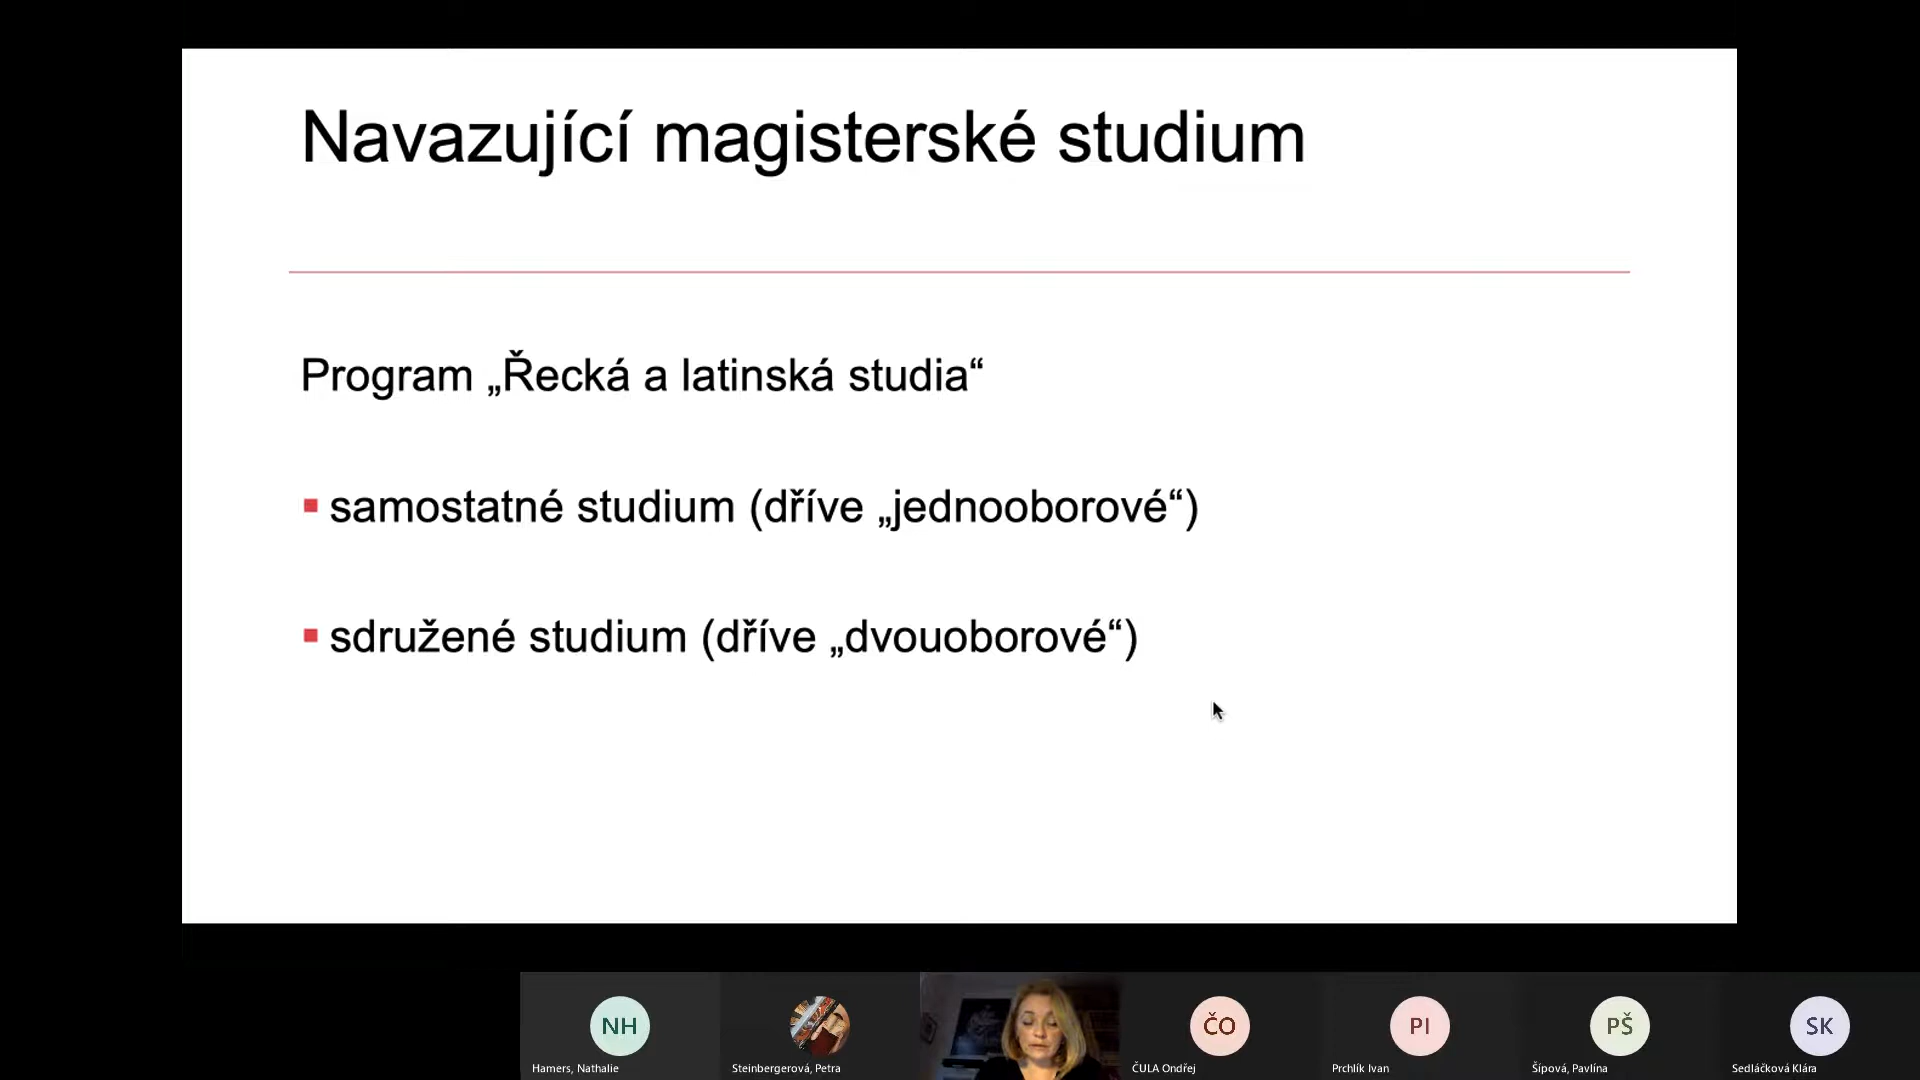 Navazující magisterské studium
Program „Řecká a latinská studia“
samostatné studium (dříve „jednooborové“)
sdružené studium (dříve „dvouoborové“)
NH
ČO
PI
PŠ
SK
Hamers, Nathalie
Steinbergerová, Petra
ČULA Ondřej
Prchlík Ivan
Šípová, Pavlína
Sedláčková Klára